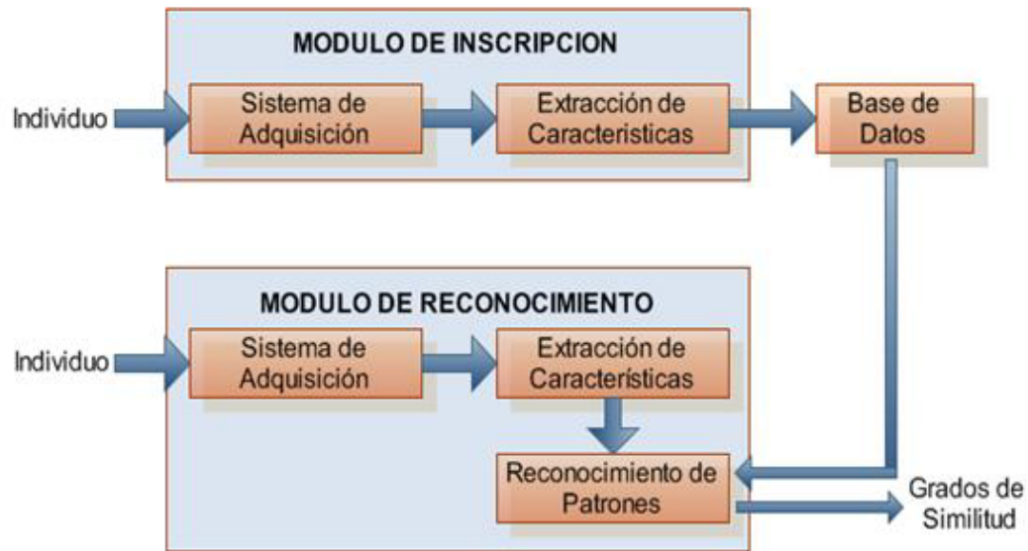 MODULO DE INSCRIPCION
Individuo
Sistema de
Adquisición
Extracción de
Caracteristicas
Base de
Datos
MODULO DE RECONOCIMIENTO
Individuo
Sistema de
Adquisición
Extracción de
Características
Reconocimiento de
Patrones
Grados de
Similitud